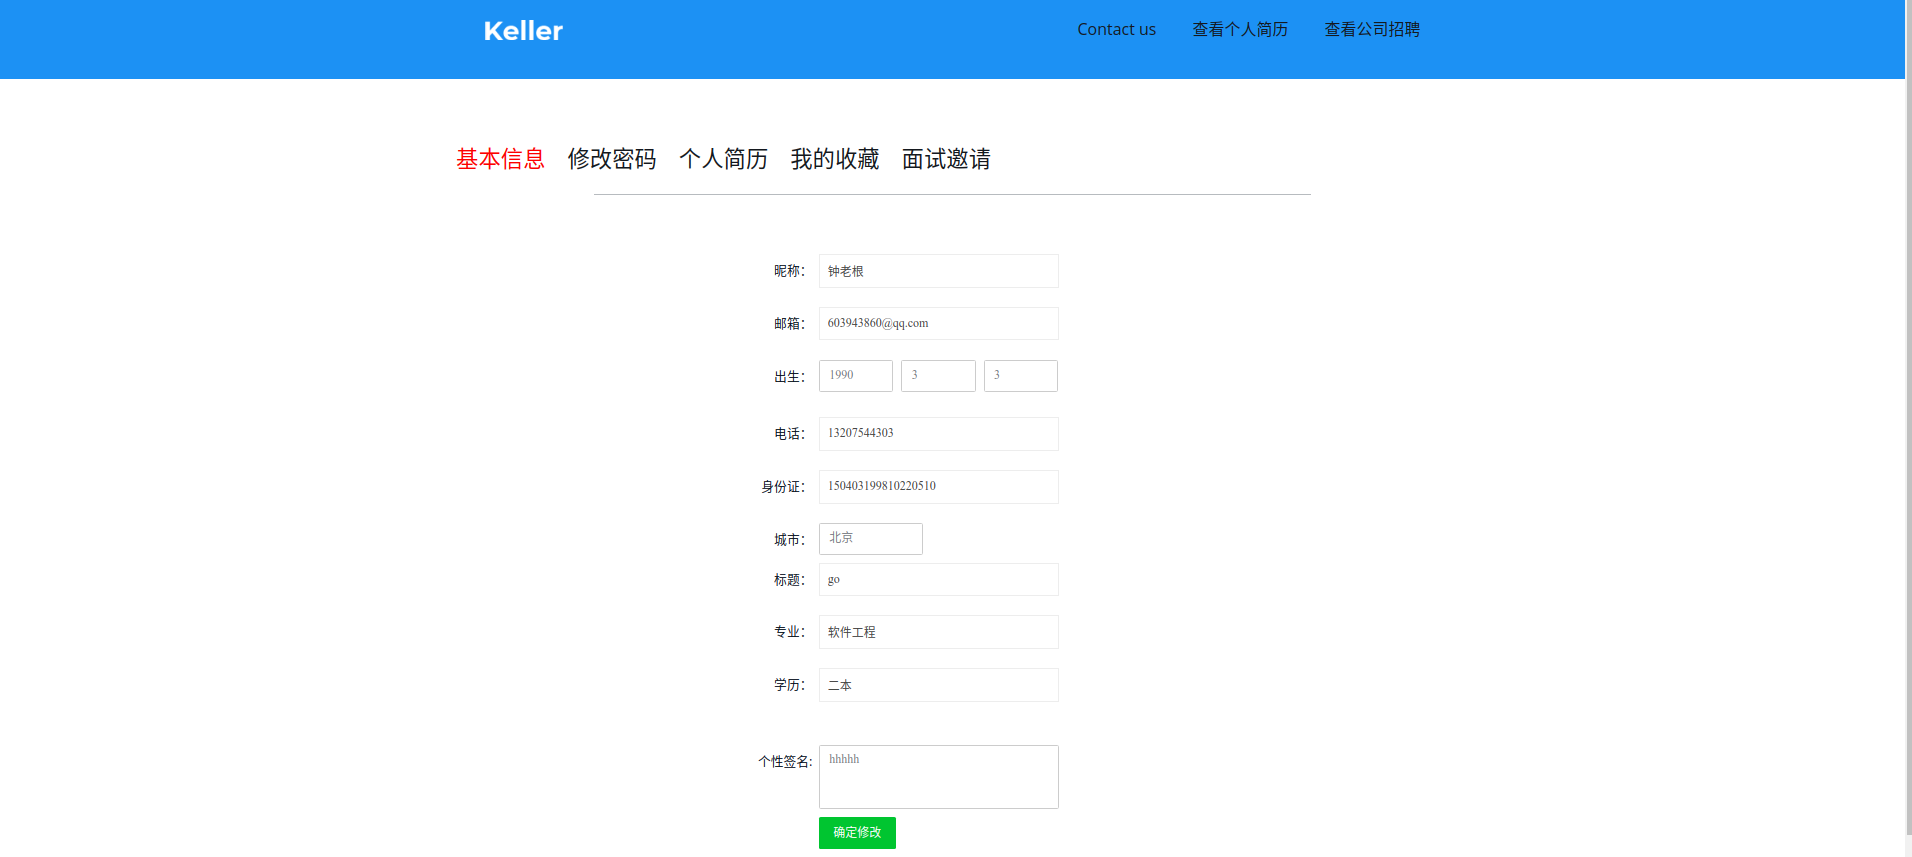 Keller Contact us 查看个人简历 查看公司招聘
基本信息 修改密码 个人简历 我的收藏 面试邀请
昵称： 钟老根
邮箱： 603943860@qq.com
出生： 1990 3 3
电话： 13207544303
身份证： 150403199810220510
城市： 北京
标题： go
专业： 软件工程
学历： 二本
个性签名: hhhhh
确定修改